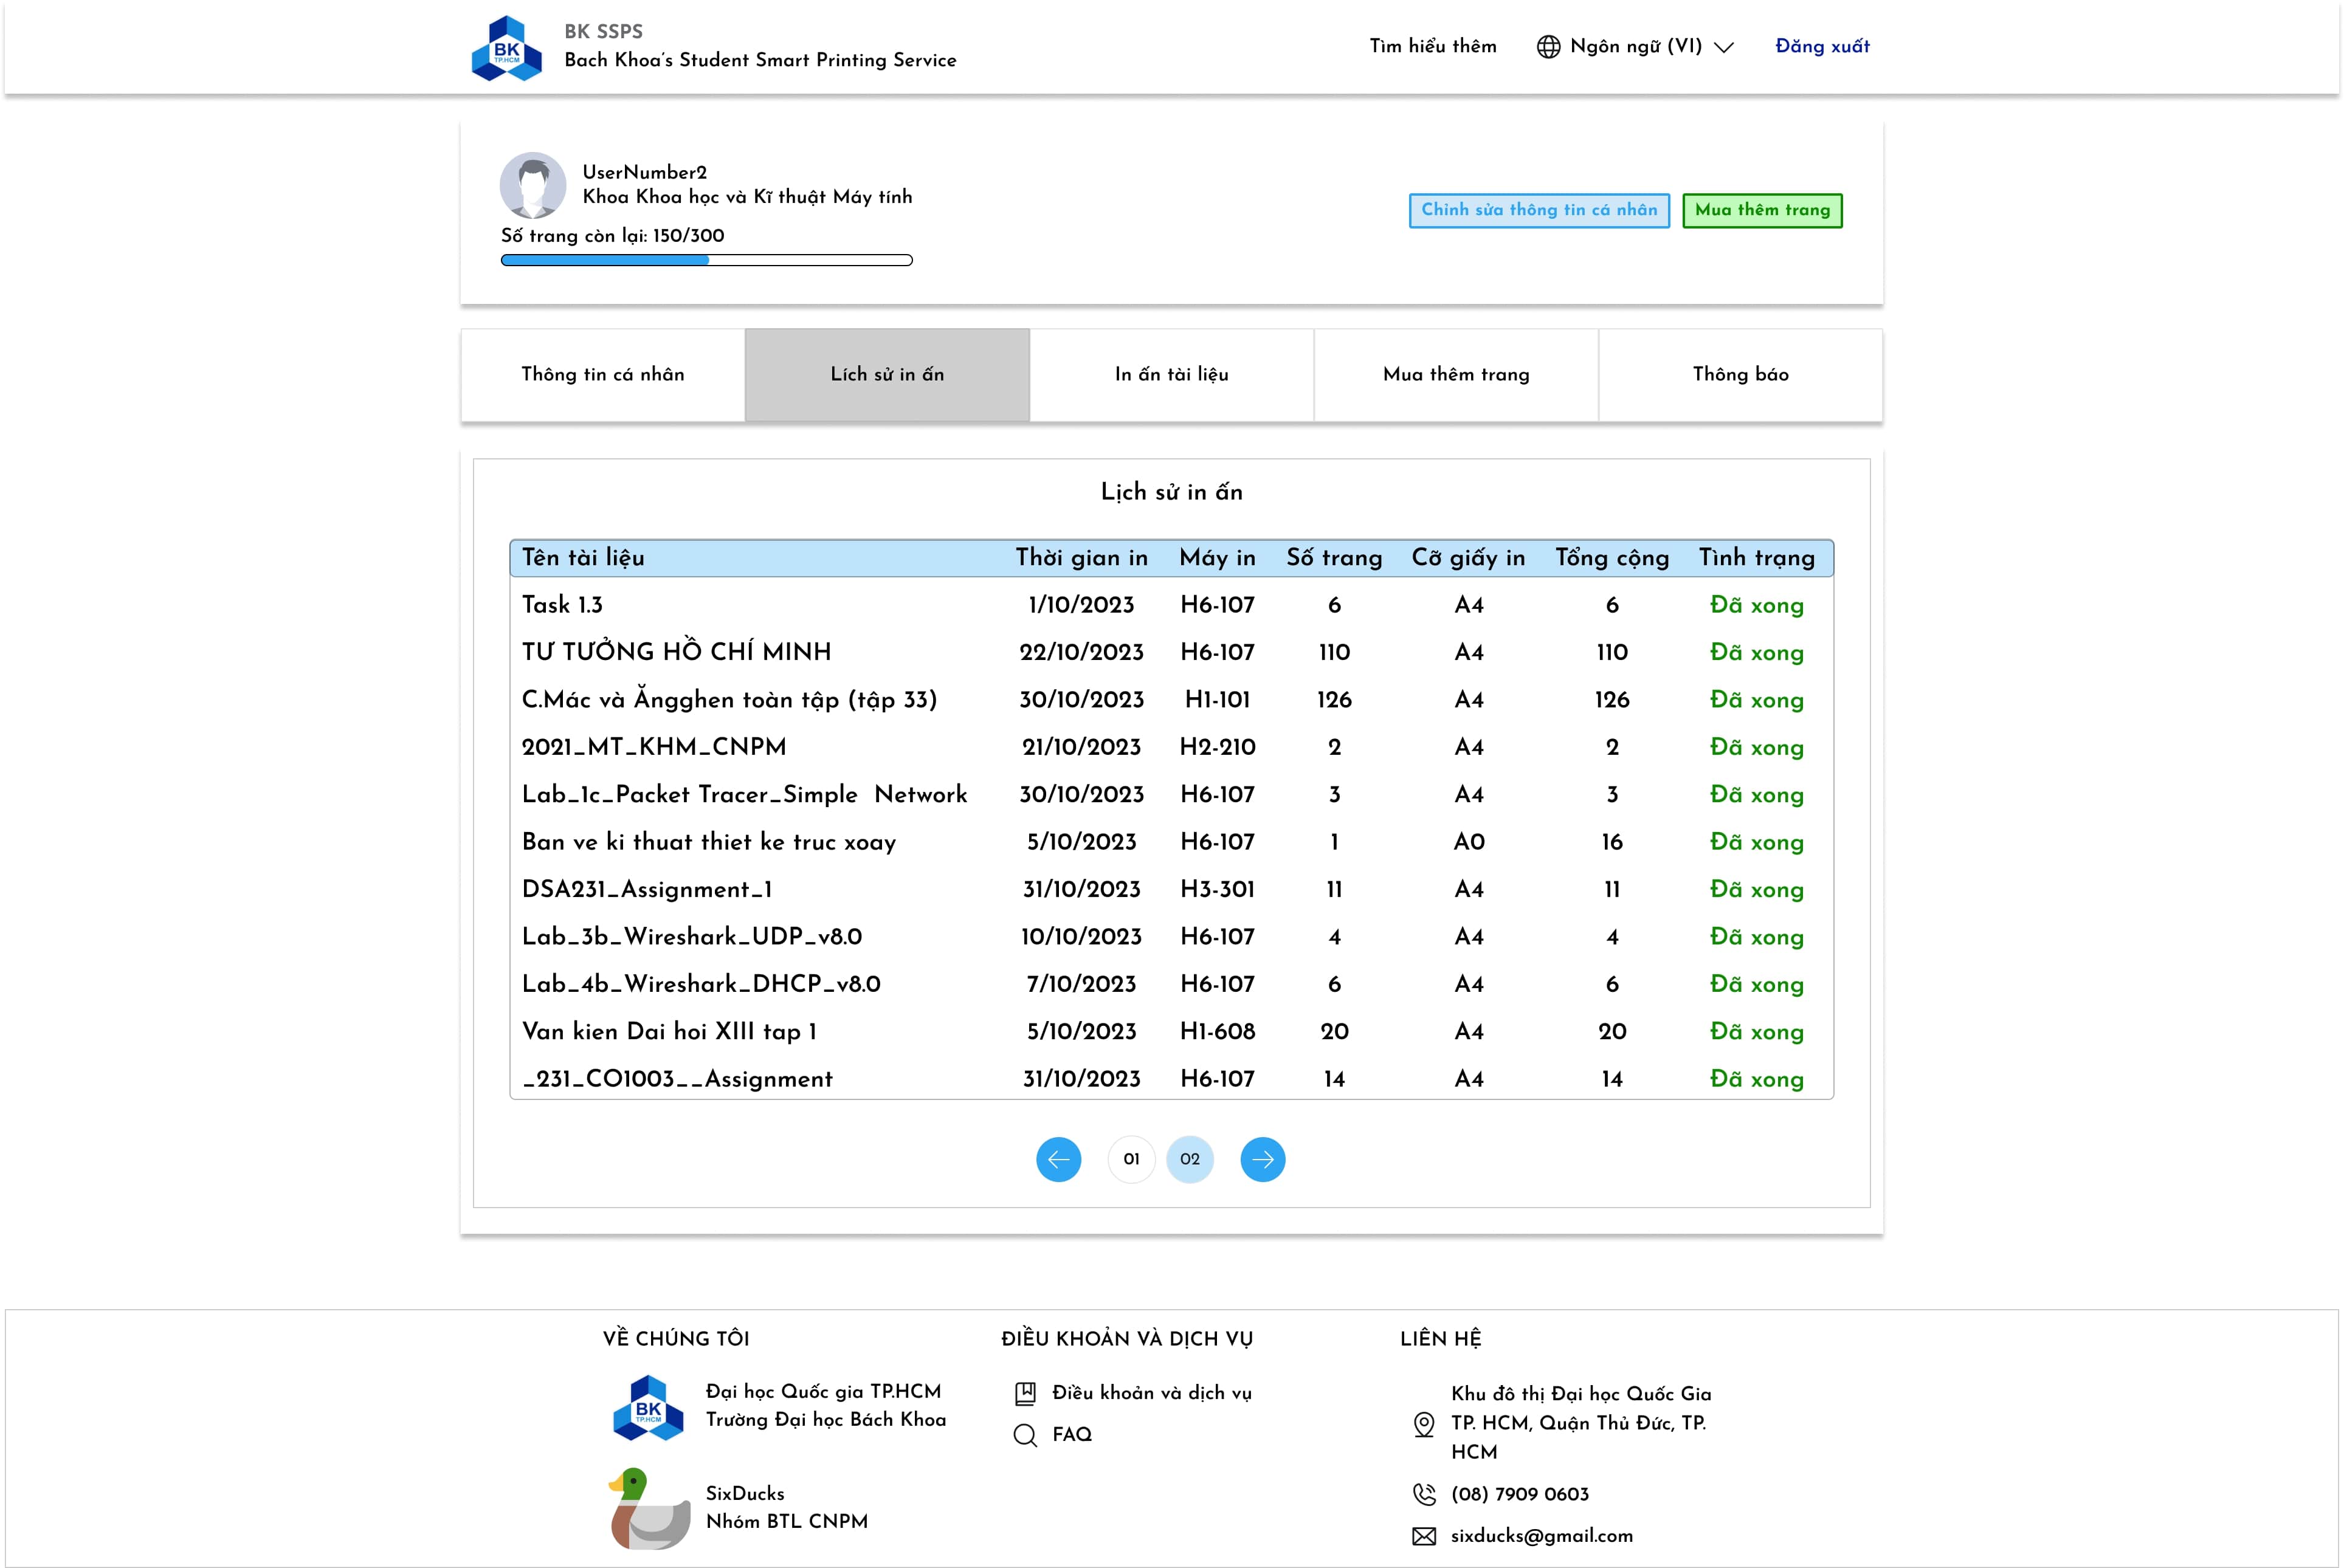 BK
TP.HCM
BK SSPS
Bach Khoa's Student Smart Printing Service
Tìm hiểu thêm
Ngôn ngữ (VI)
Đăng xuất
UserNumber2
Khoa Khoa học và Kĩ thuật Máy tính
Số trang còn lại: 150/300
Chỉnh sửa thông tin cá nhân
Mua thêm trang
Thông tin cá nhân
Lích sử in ấn
In ấn tài liệu
Mua thêm trang
Thông báo
Lịch sử in ấn
Tên tài liệu Thời gian in Máy in Số trang Cỡ giấy in Tổng cộng Tình trạng
Task 1.3 1/10/2023 H6-107 6 A4 6 Đã xong
TƯ TƯỞNG HỒ CHÍ MINH 22/10/2023 H6-107 110 A4 110 Đã xong
C.Mác và Ăngghen toàn tập (tập 33) 30/10/2023 H1-101 126 A4 126 Đã xong
2021_MT_KHM_CNPM 21/10/2023 H2-210 2 A4 2 Đã xong
Lab_1c_Packet Tracer_Simple  Network 30/10/2023 H6-107 3 A4 3 Đã xong
Ban ve ki thuat thiet ke truc xoay 5/10/2023 H6-107 1 A0 16 Đã xong
DSA231_Assignment_1 31/10/2023 H3-301 11 A4 11 Đã xong
Lab_3b_Wireshark_UDP_v8.0 10/10/2023 H6-107 4 A4 4 Đã xong
Lab_4b_Wireshark_DHCP_v8.0 7/10/2023 H6-107 6 A4 6 Đã xong
Van kien Dai hoi XIII tap 1 5/10/2023 H1-608 20 A4 20 Đã xong
_231_CO1003__Assignment 31/10/2023 H6-107 14 A4 14 Đã xong
01 02
VỀ CHÚNG TÔI
BK
TP.HCM
Đại học Quốc gia TP.HCM
Trường Đại học Bách Khoa
SixDucks
Nhóm BTL CNPM
ĐIỀU KHOẢN VÀ DỊCH VỤ
Điều khoản và dịch vụ
FAQ
LIÊN HỆ
Khu đô thị Đại học Quốc Gia
TP. HCM, Quận Thủ Đức, TP.
HCM
(08) 7909 0603
sixducks@gmail.com